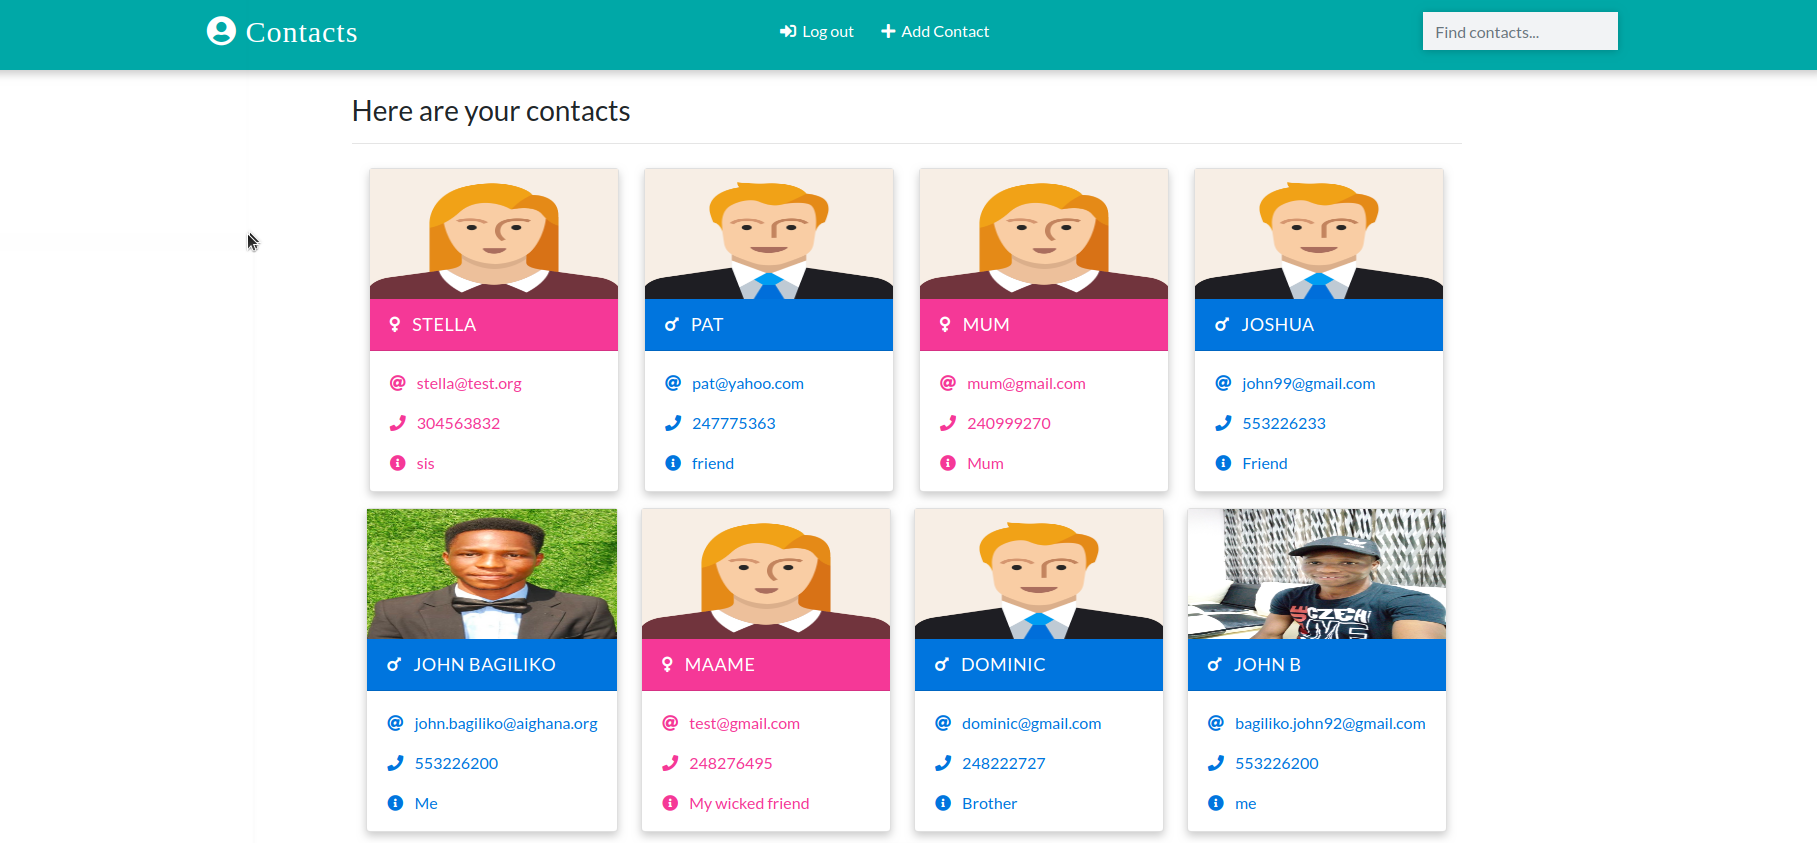 Contacts
Log out
Add Contact
Find contacts...
Here are your contacts
STELLA
stella@test.org
304563832
sis
PAT
pat@yahoo.com
247775363
friend
MUM
mum@gmail.com
240999270
Mum
JOSHUA
john99@gmail.com
553226233
Friend
JOHN BAGILIKO
john.bagiliko@aighana.org
553226200
Me
MAAME
test@gmail.com
248276495
My wicked friend
DOMINIC
dominic@gmail.com
248222727
Brother
CZECH
ME
JOHN B
bagiliko.john92@gmail.com
553226200
me